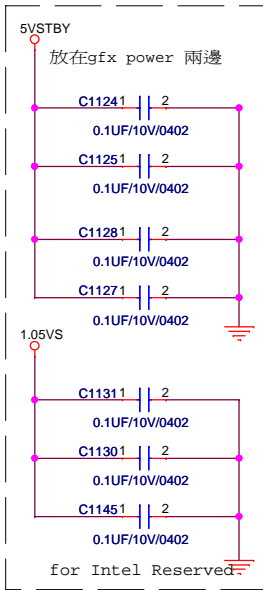 5VSTBY
放在gfx power 兩邊
C1124 1 2
0.1UF/10V/0402
C1125 1 2
0.1UF/10V/0402
C1128 1 2
0.1UF/10V/0402
C1127 1 2
0.1UF/10V/0402
1.05VS
C1131 1 2
0.1UF/10V/0402
C1130 1 2
0.1UF/10V/0402
C1145 1 2
0.1UF/10V/0402
for Intel Reserved